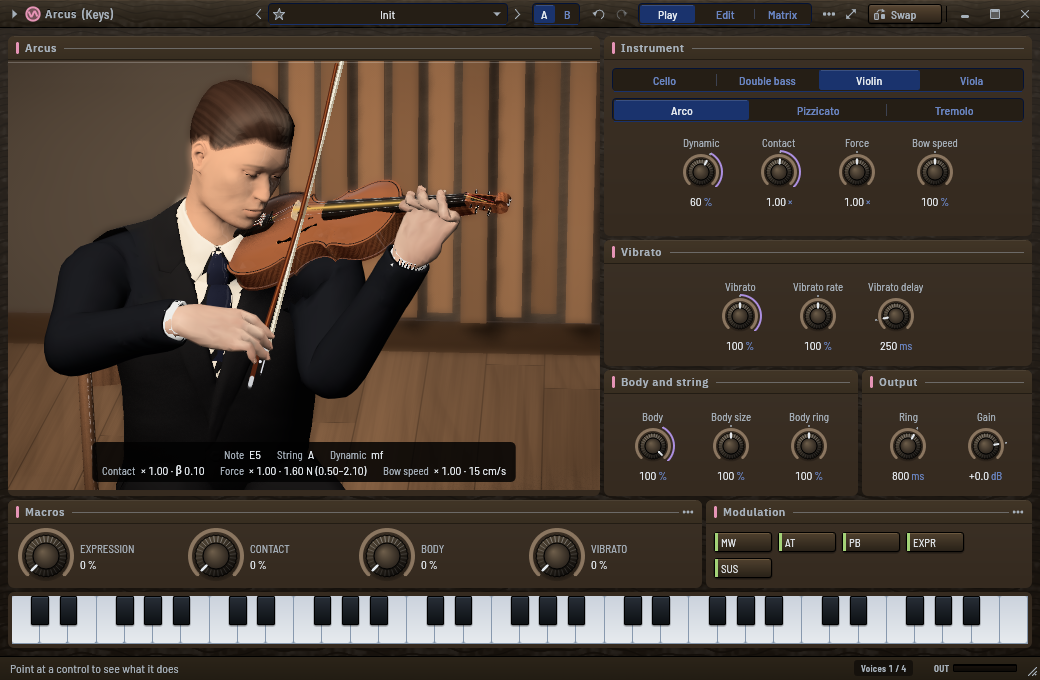 Arcus (Keys)
Init
A B
Play Edit Matrix
Swap
Arcus
Note E5 String A Dynamic mf
Contact × 1.00 · β 0.10 Force × 1.00 · 1.60 N (0.50–2.10) Bow speed × 1.00 · 15 cm/s
Instrument
Cello Double bass Violin Viola
Arco Pizzicato Tremolo
Dynamic Contact Force Bow speed
60 % 1.00 × 1.00 × 100 %
Vibrato
Vibrato Vibrato rate Vibrato delay
100 % 100 % 250 ms
Body and string
Body Body size Body ring
100 % 100 % 100 %
Output
Ring Gain
800 ms +0.0 dB
Macros
EXPRESSION
0 %
CONTACT
0 %
BODY
0 %
VIBRATO
0 %
Modulation
MW AT PB EXPR
SUS
Point at a control to see what it does
Voices 1 / 4 OUT